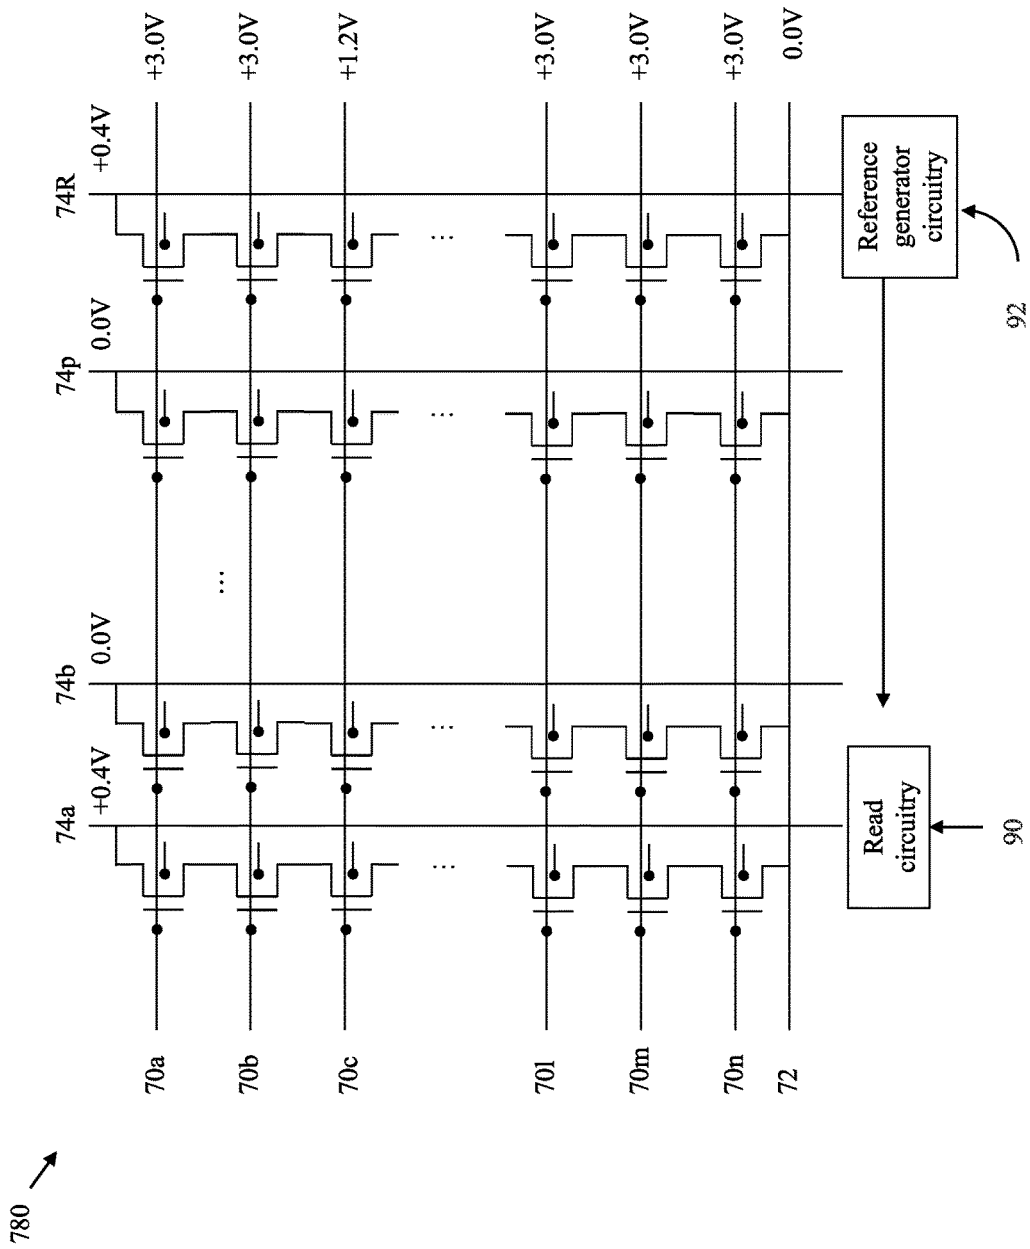 780
70a
70b
70c
70l
70m
70n
72
74a
+0.4V
74b
0.0V
74p
0.0V
74R
+0.4V
...
...
...
...
...
+3.0V
+3.0V
+1.2V
+3.0V
+3.0V
+3.0V
0.0V
Read
circuitry
90
Reference
generator
circuitry
92